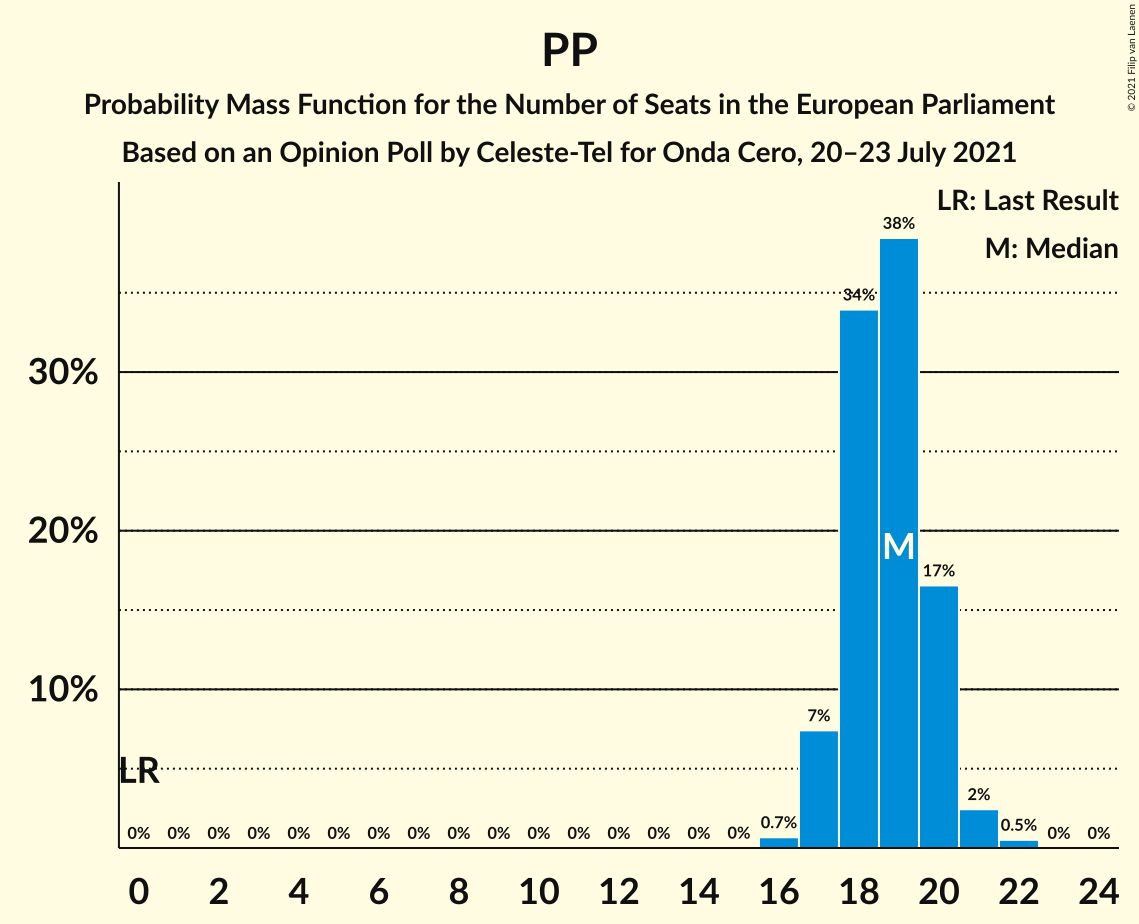 PP
Probability Mass Function for the Number of Seats in the European Parliament
Based on an Opinion Poll by Celeste-Tel for Onda Cero, 20–23 July 2021
© 2021 Filip van Laenen
LR: Last Result
M: Median
38%
34%
30%
20%
M
17%
10%
7%
LR
2%
0% 0% 0% 0% 0% 0% 0% 0% 0% 0% 0% 0% 0% 0% 0% 0% 0.7% 0.5% 0% 0%
0 2 4 6 8 10 12 14 16 18 20 22 24